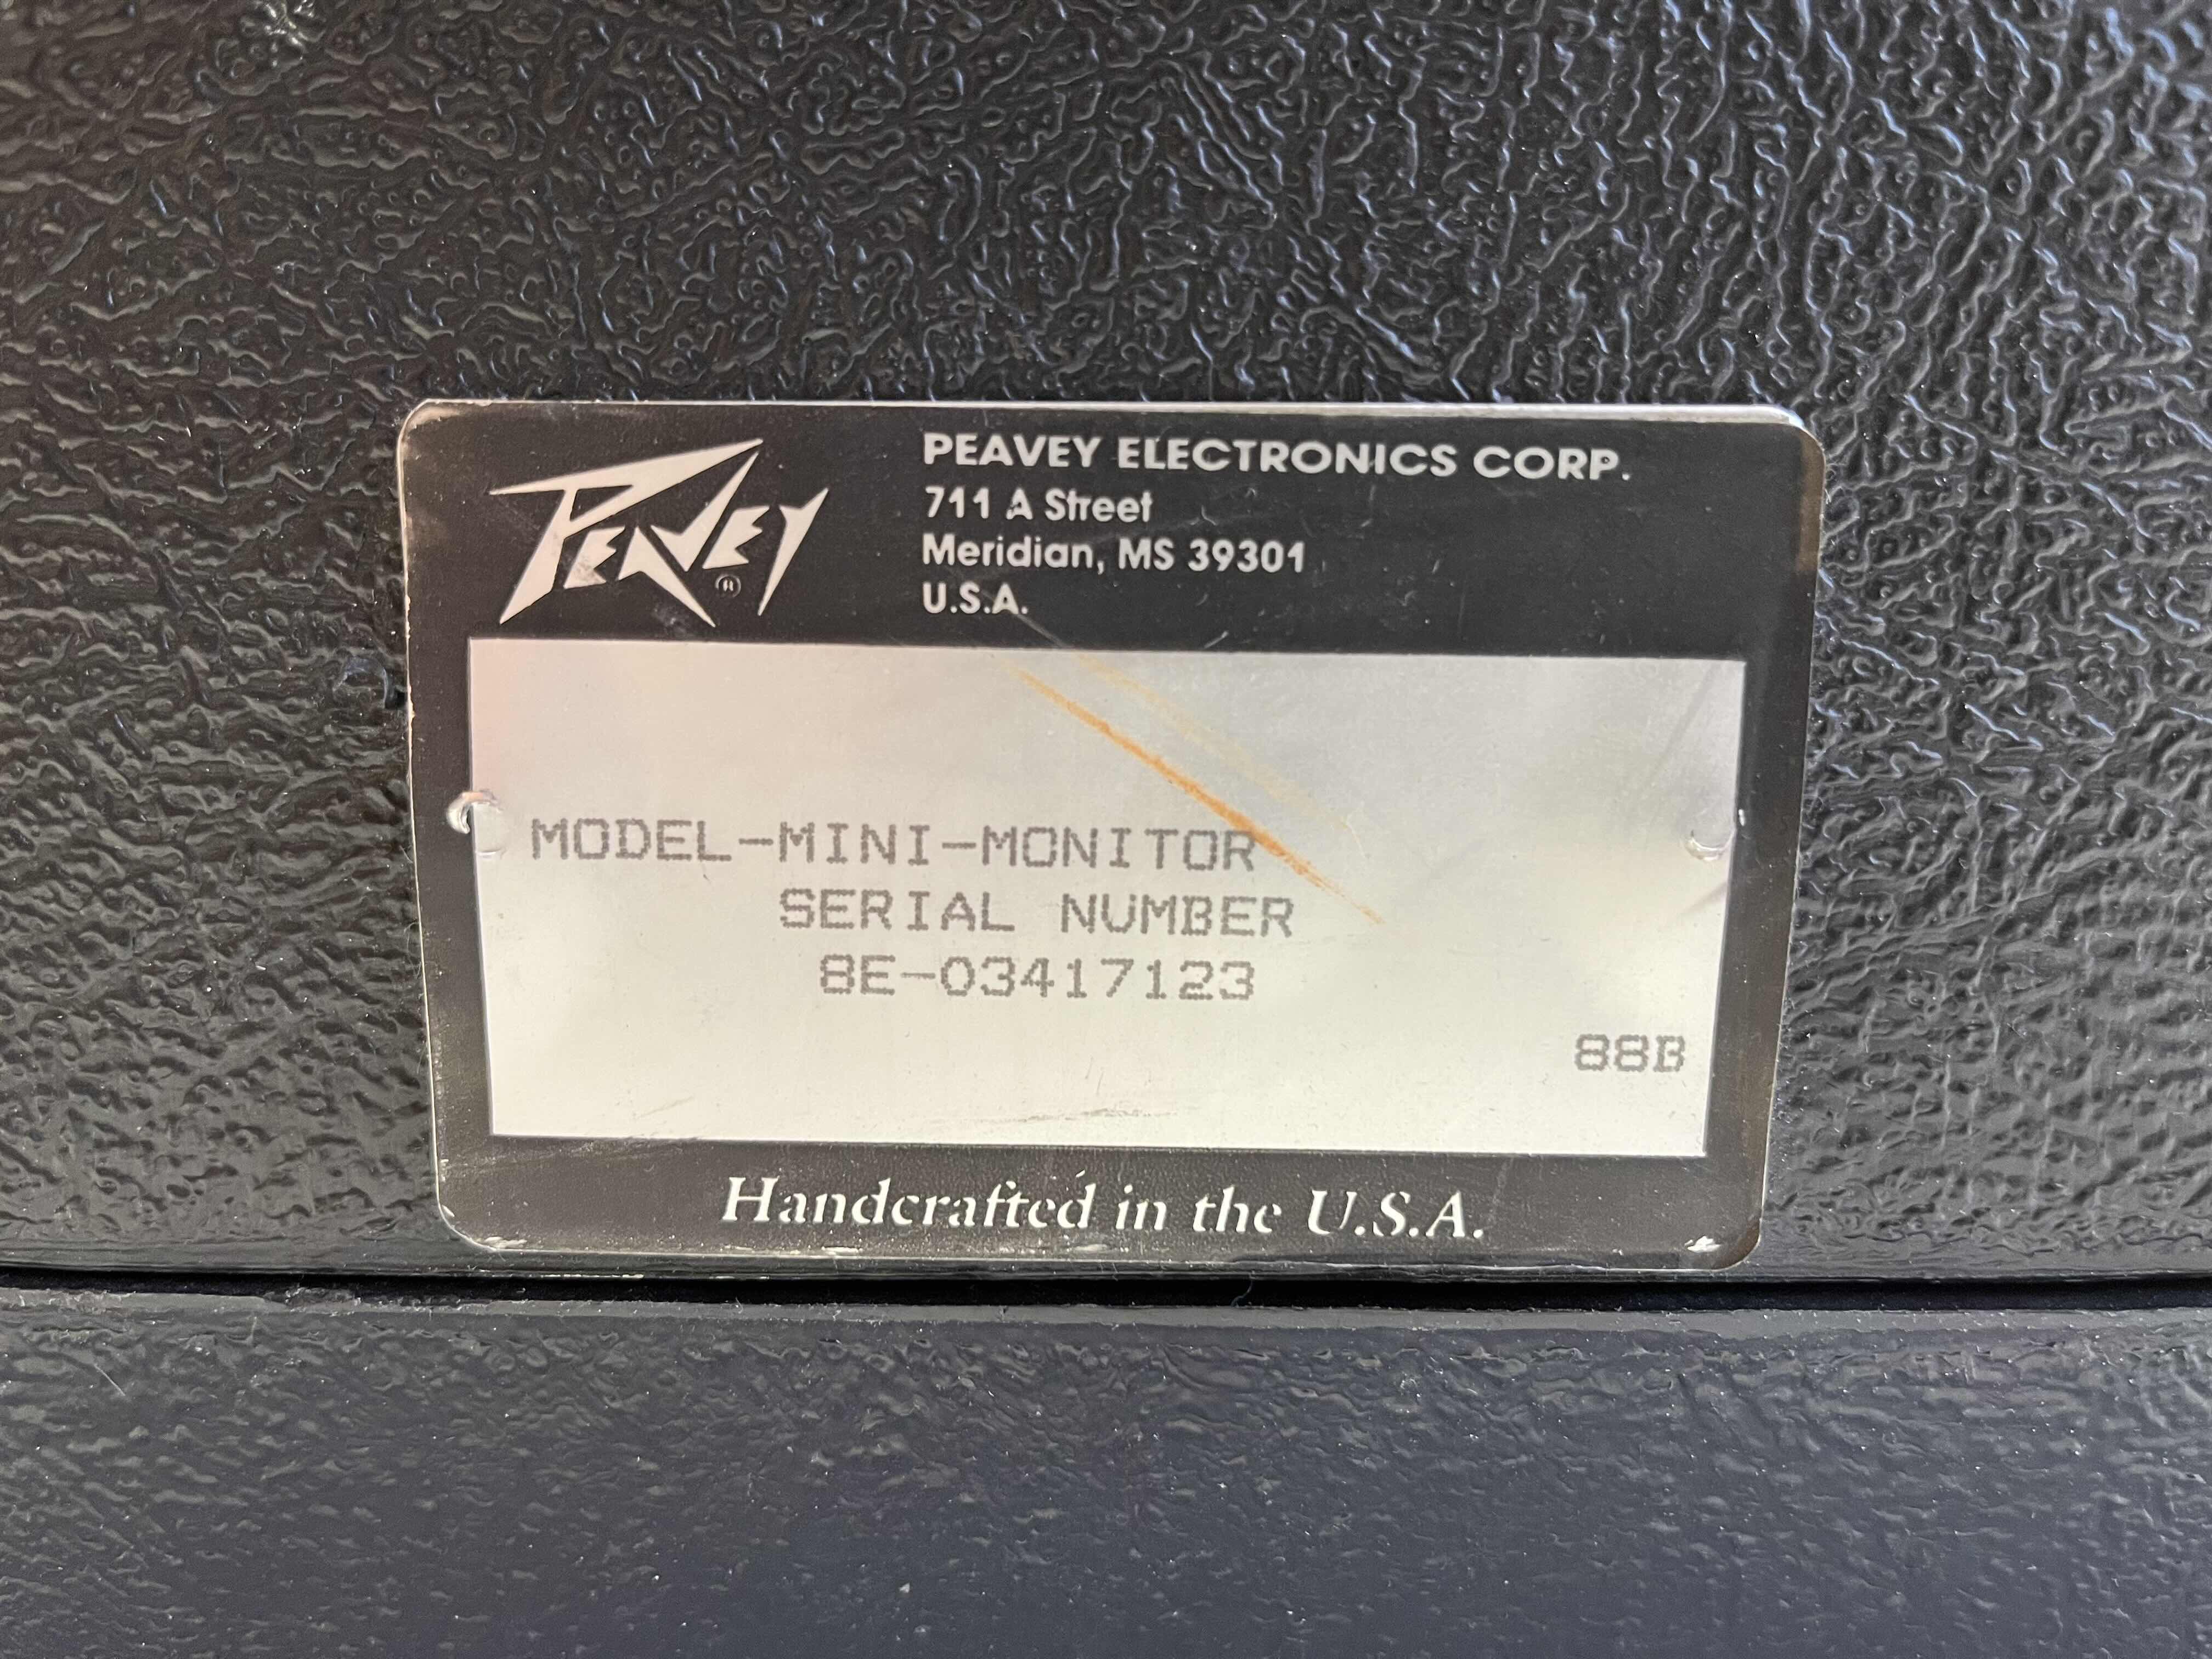 PEAVEY®
PEAVEY ELECTRONICS CORP.
711 A Street
Meridian, MS 39301
U.S.A.
MODEL-MINI-MONITOR
SERIAL NUMBER
8E-03417123
88B
Handcrafted in the U.S.A.